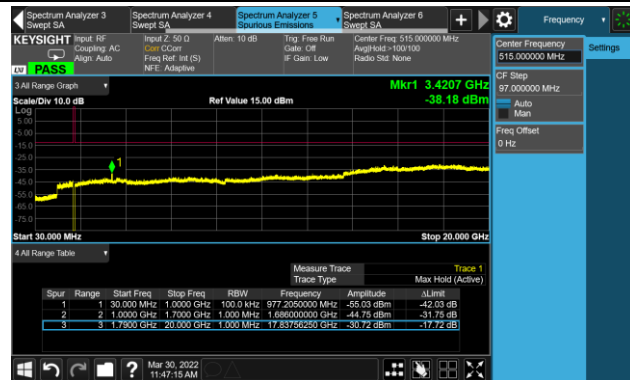 Spectrum Analyzer 3
Swept SA
Spectrum Analyzer 4
Swept SA
Spectrum Analyzer 5
Spurious Emissions
Spectrum Analyzer 6
Swept SA
+
Frequency
KEYSIGHT
Input: RF
Coupling: AC
Align: Auto
Input Z: 50 Ω
Corr CCorr
Freq Ref: Int (S)
NFE: Adaptive
Atten: 10 dB
Trig: Free Run
Gate: Off
IF Gain: Low
Center Freq: 515.000000 MHz
Avg|Hold:>100/100
Radio Std: None
LXI
PASS
Center Frequency
515.000000 MHz
Settings
CF Step
97.000000 MHz
Auto
Man
Freq Offset
0 Hz
3 All Range Graph
Mkr1 3.4207 GHz
Scale/Div 10.0 dB
Ref Value 15.00 dBm
-38.18 dBm
Log
5.00
-5.00
-15.0
-25.0
-35.0
-45.0
-55.0
-65.0
-75.0
1
Start 30.000 MHz
Stop 20.000 GHz
4 All Range Table
Measure Trace
Trace 1
Trace Type
Max Hold (Active)
Spur Range Start Freq Stop Freq RBW Frequency Amplitude ΔLimit
1 1 30.000 MHz 1.0000 GHz 100.0 kHz 977.2050000 MHz -55.03 dBm -42.03 dB
2 2 1.0000 GHz 1.7000 GHz 1.000 MHz 1.686000000 GHz -44.75 dBm -31.75 dB
3 3 1.7900 GHz 20.000 GHz 1.000 MHz 17.83756250 GHz -30.72 dBm -17.72 dB
?
Mar 30, 2022
11:47:15 AM